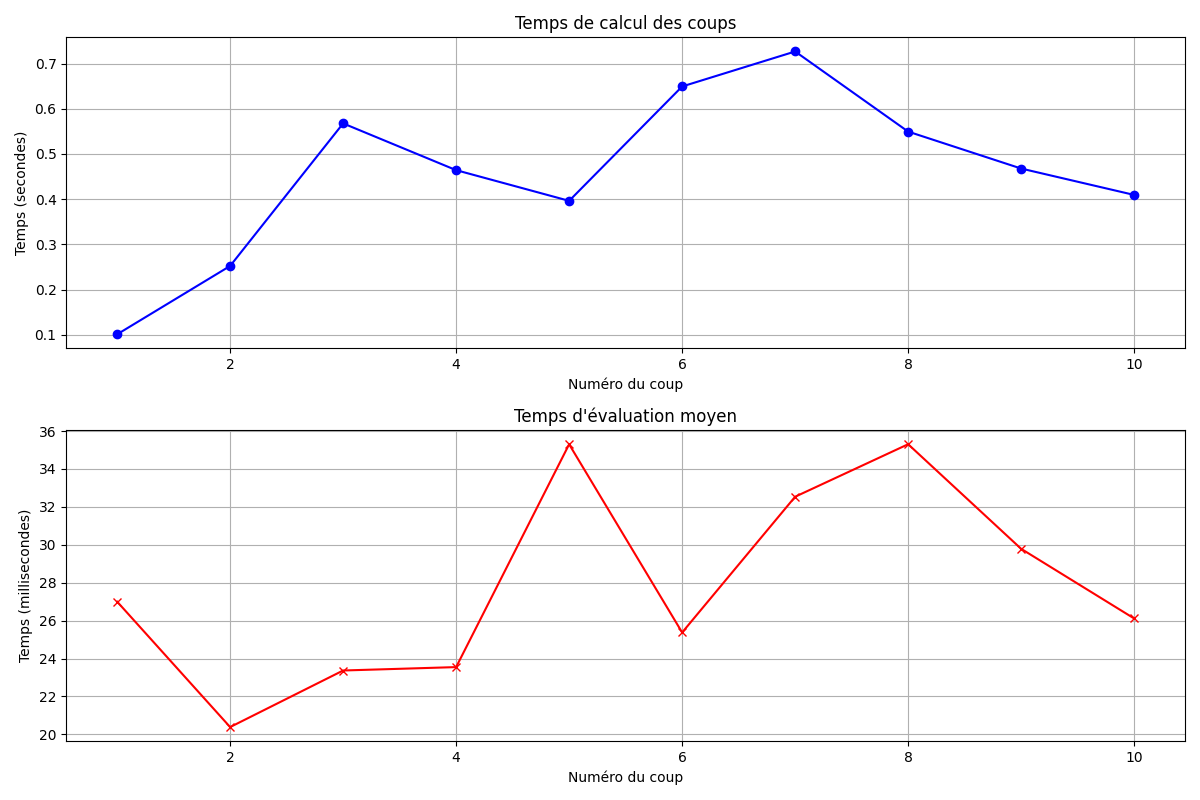 Temps de calcul des coups
0.7
0.6
0.5
0.4
0.3
0.2
0.1
Temps (secondes)
2 4 6 8 10
Numéro du coup
Temps d'évaluation moyen
36
34
32
30
28
26
24
22
20
Temps (millisecondes)
2 4 6 8 10
Numéro du coup